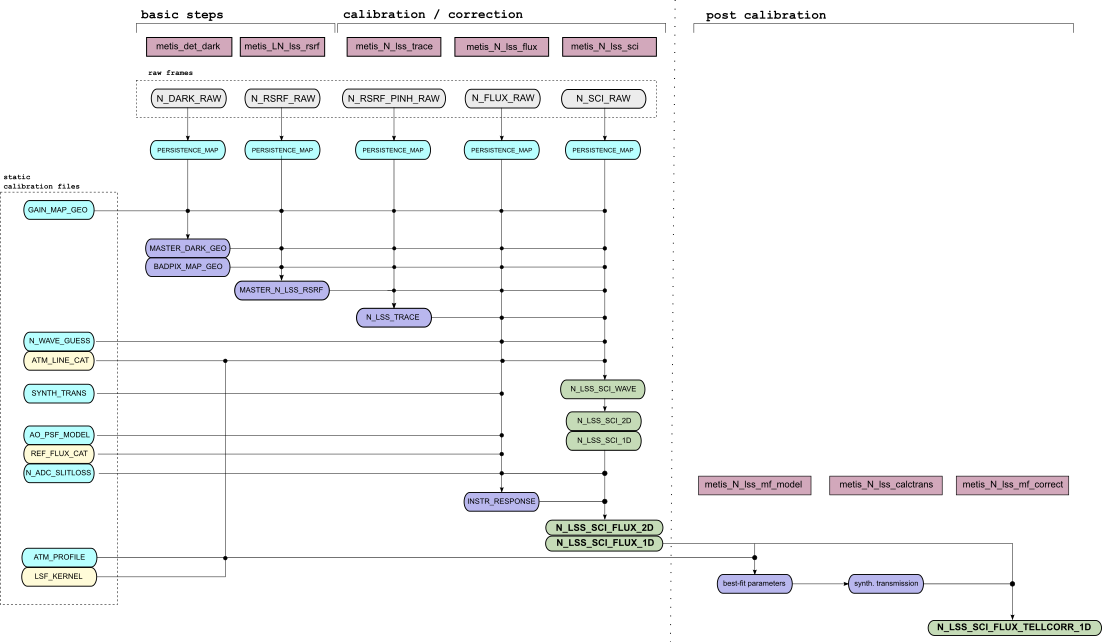 basic steps
calibration / correction
post calibration
metis_det_dark
metis_LN_lss_rsrf
metis_N_lss_trace
metis_N_lss_flux
metis_N_lss_sci
raw frames
N_DARK_RAW
N_RSRF_RAW
N_RSRF_PINH_RAW
N_FLUX_RAW
N_SCI_RAW
PERSISTENCE_MAP
PERSISTENCE_MAP
PERSISTENCE_MAP
PERSISTENCE_MAP
PERSISTENCE_MAP
static
calibration files
GAIN_MAP_GEO
MASTER_DARK_GEO
BADPIX_MAP_GEO
MASTER_N_LSS_RSRF
N_LSS_TRACE
N_WAVE_GUESS
ATM_LINE_CAT
SYNTH_TRANS
N_LSS_SCI_WAVE
N_LSS_SCI_2D
N_LSS_SCI_1D
AO_PSF_MODEL
REF_FLUX_CAT
N_ADC_SLITLOSS
metis_N_lss_mf_model
metis_N_lss_calctrans
metis_N_lss_mf_correct
INSTR_RESPONSE
N_LSS_SCI_FLUX_2D
N_LSS_SCI_FLUX_1D
ATM_PROFILE
LSF_KERNEL
best-fit parameters
synth. transmission
N_LSS_SCI_FLUX_TELLCORR_1D